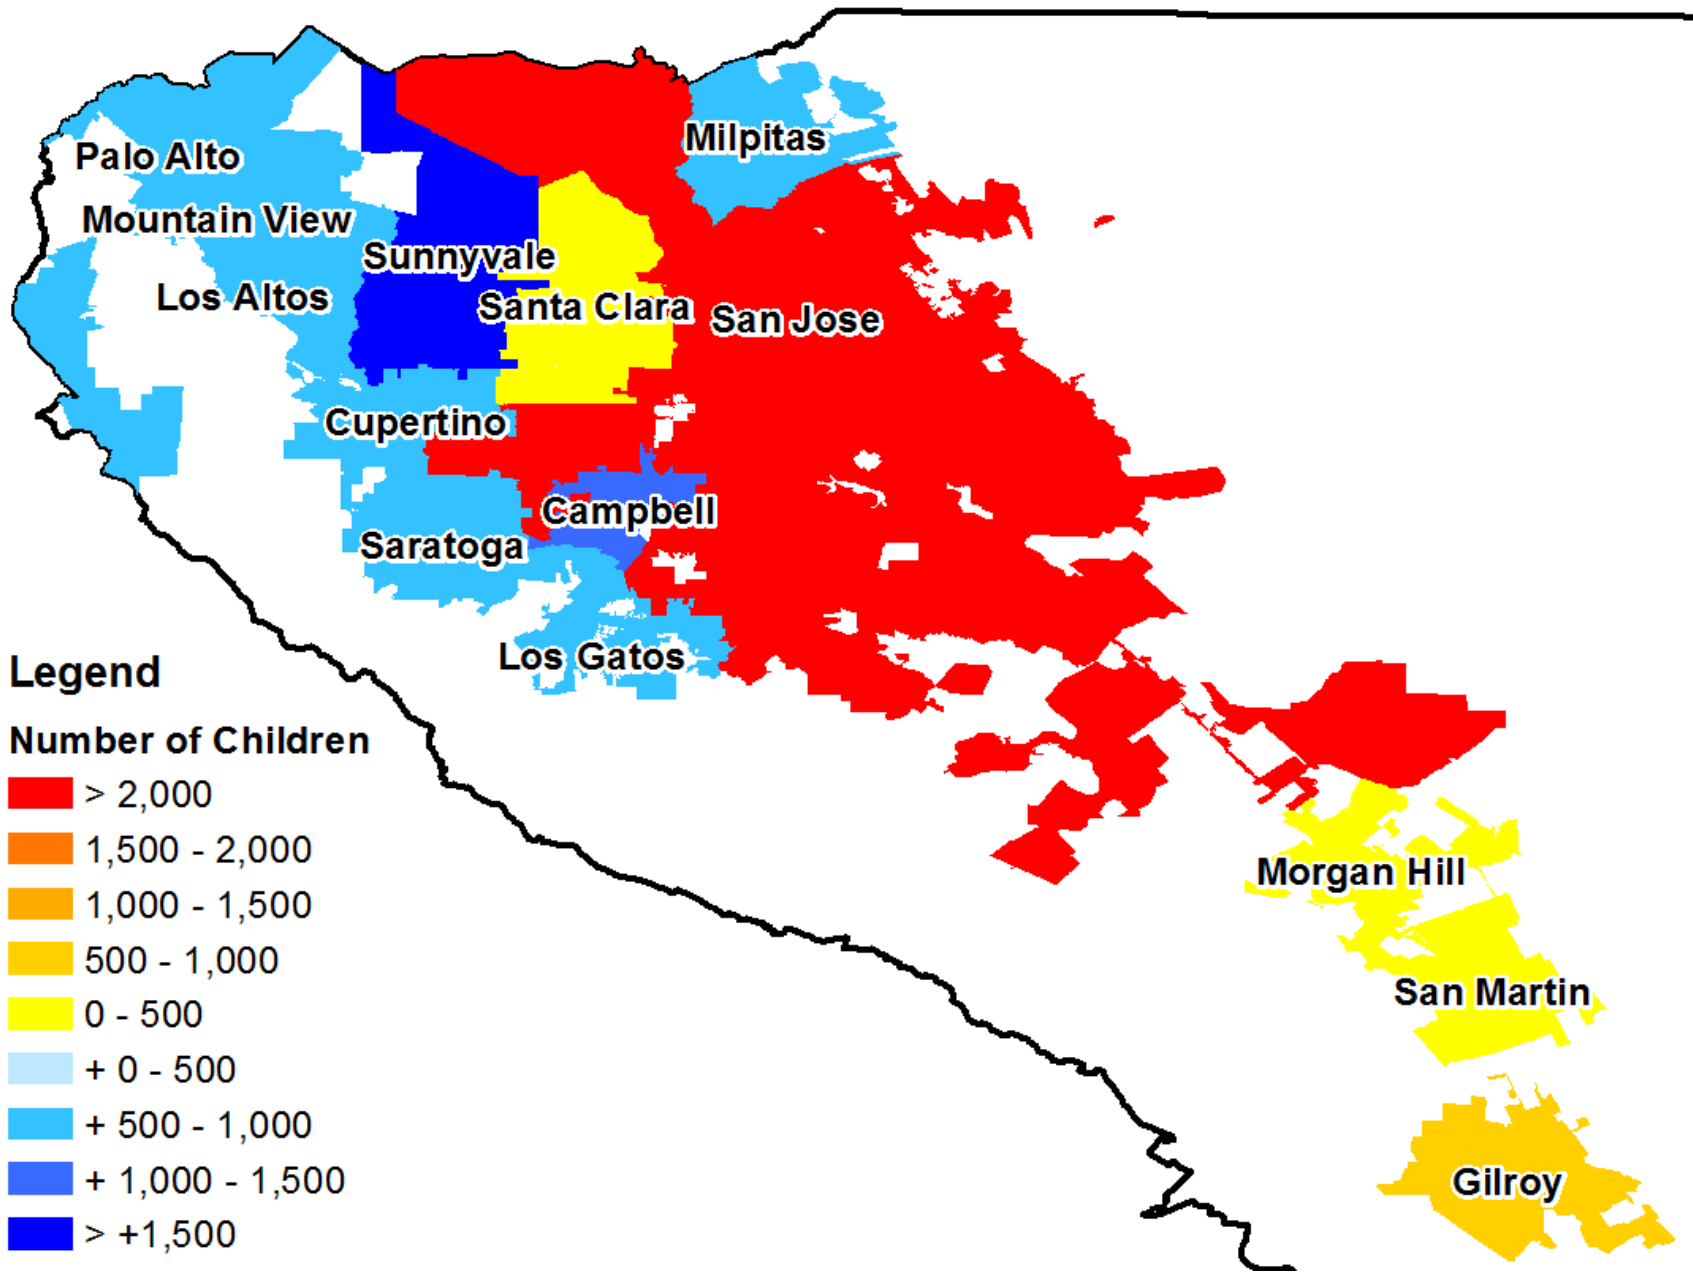 Palo Alto
Milpitas
Mountain View
Sunnyvale
Los Altos
Santa Clara
San Jose
Cupertino
Campbell
Saratoga
Los Gatos
Morgan Hill
San Martin
Gilroy
Legend
Number of Children
> 2,000
1,500 - 2,000
1,000 - 1,500
500 - 1,000
0 - 500
+ 0 - 500
+ 500 - 1,000
+ 1,000 - 1,500
> +1,500